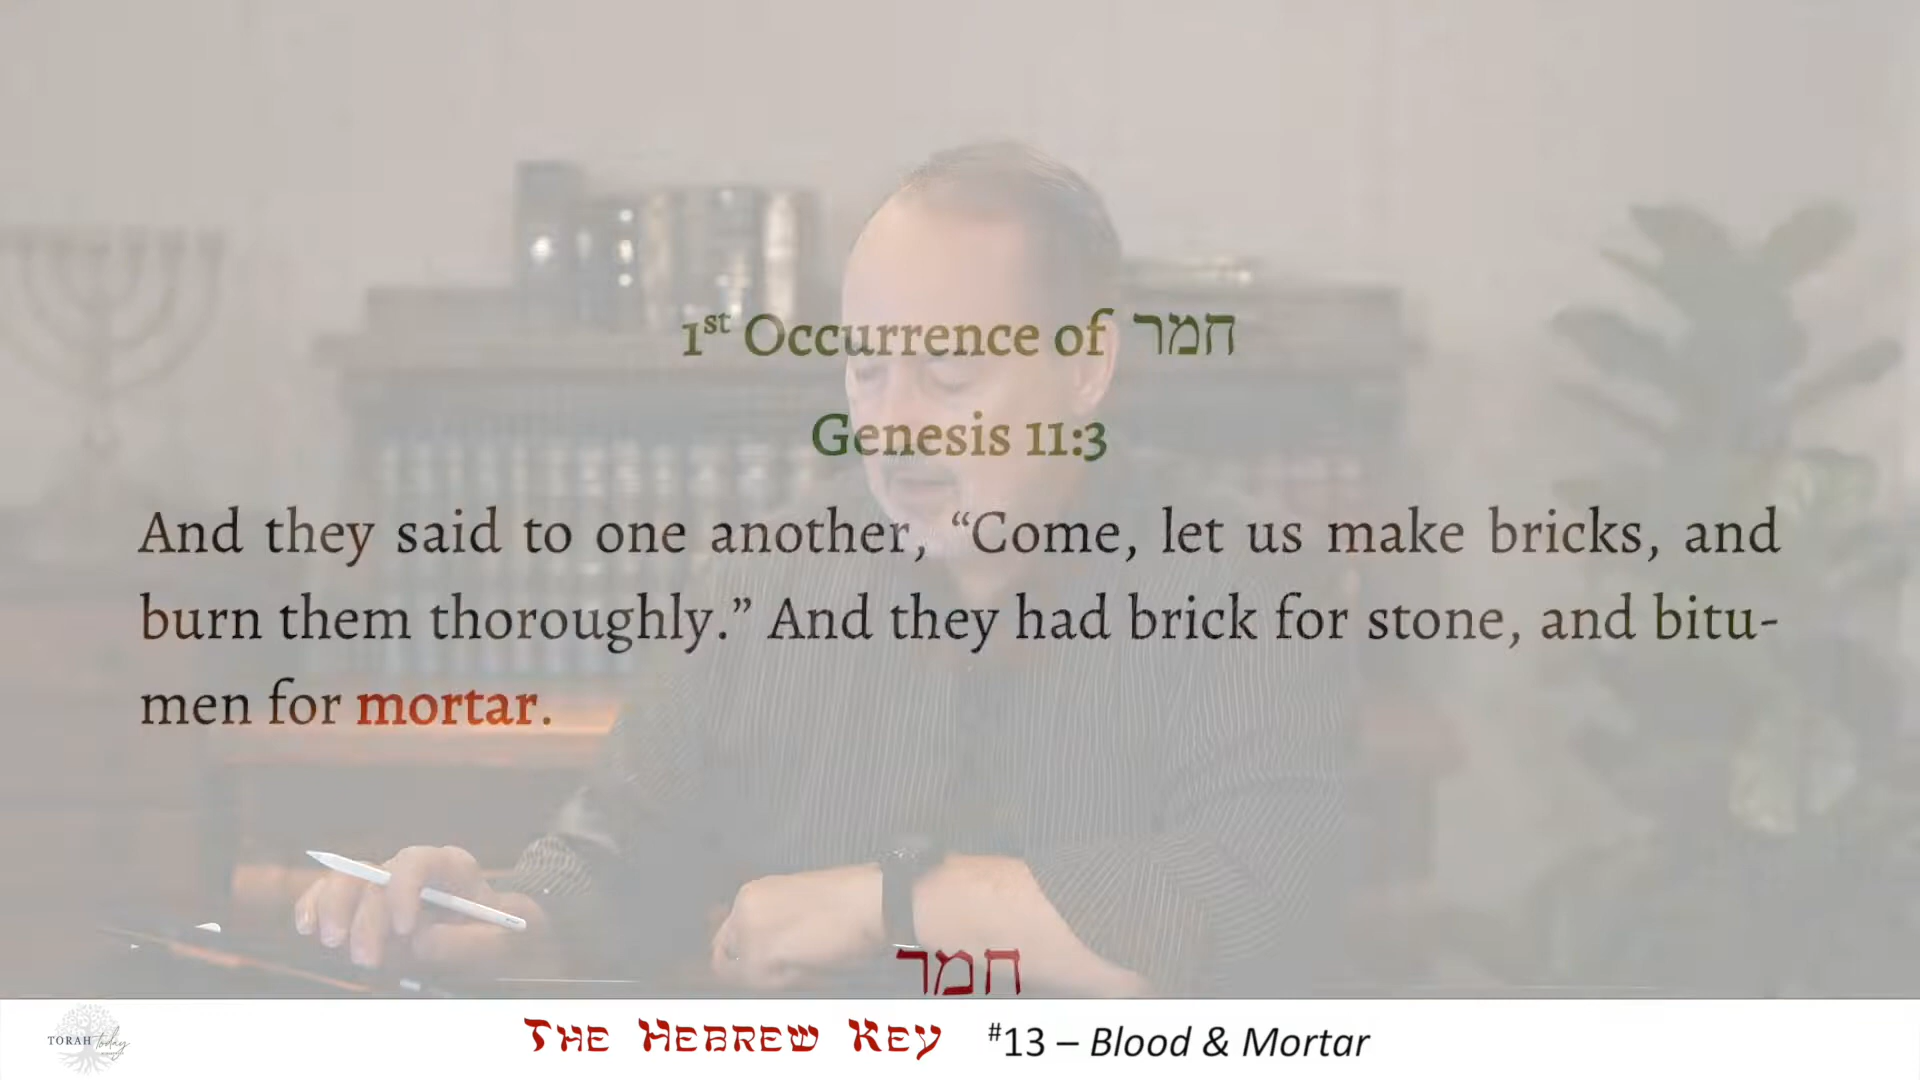 1st Occurrence of חמר
Genesis 11:3
And they said to one another, “Come, let us make bricks, and
burn them thoroughly.” And they had brick for stone, and bitu-
men for mortar.
חמר
TORAH today
THE HEBREW KEY #13 – Blood & Mortar